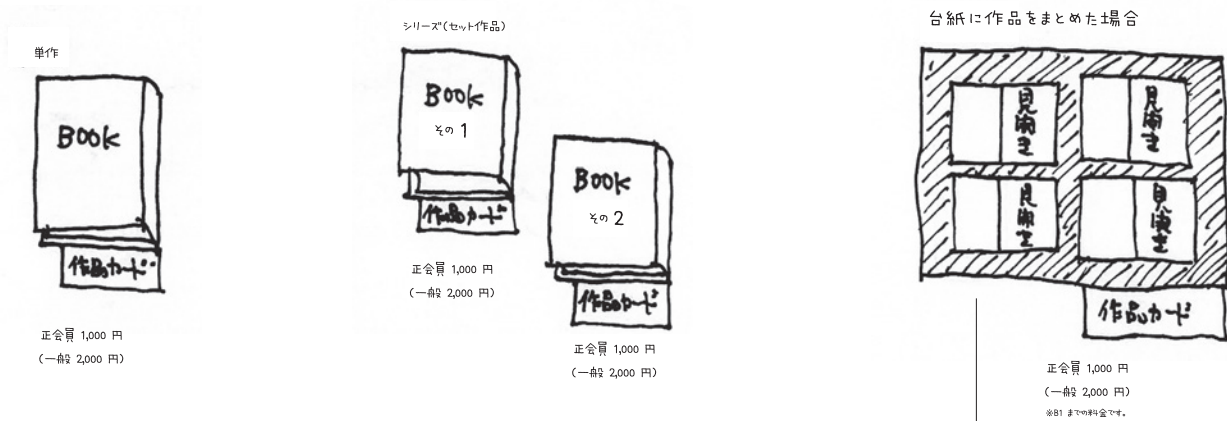 単作
BOOK
作品カード
正会員 1,000 円
（一般 2,000 円）
シリーズ（セット作品）
BOOK
その 1
作品カード
正会員 1,000 円
（一般 2,000 円）
BOOK
その 2
作品カード
正会員 1,000 円
（一般 2,000 円）
台紙に作品をまとめた場合
見開き
見開き
見開き
見開き
作品カード
正会員 1,000 円
（一般 2,000 円）
※B1 までの料金です。